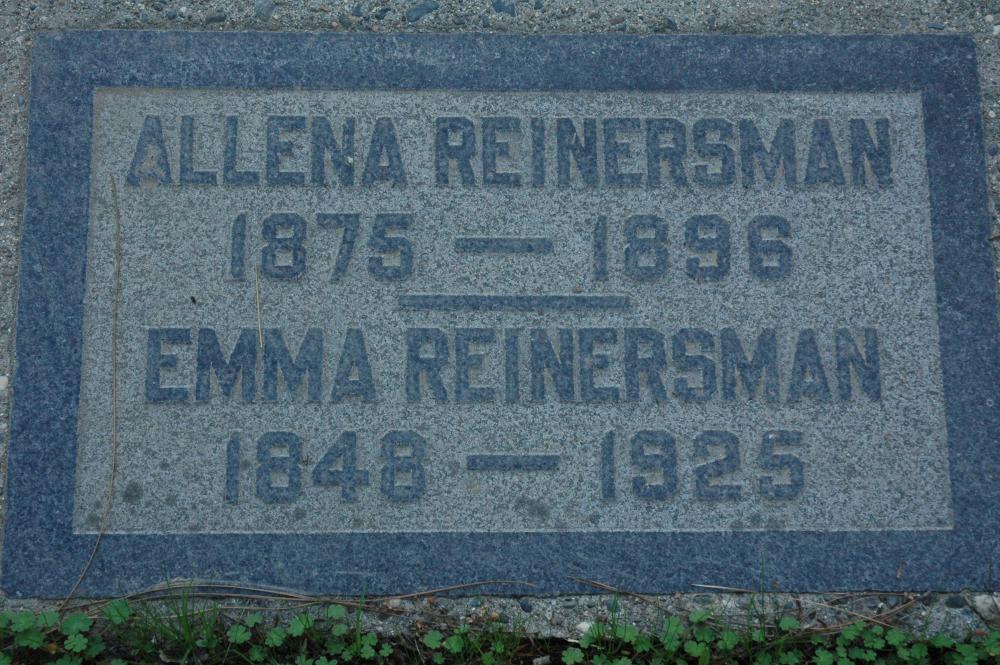 ALLENA REINERSMAN
1875 — 1896
EMMA REINERSMAN
1848 — 1925